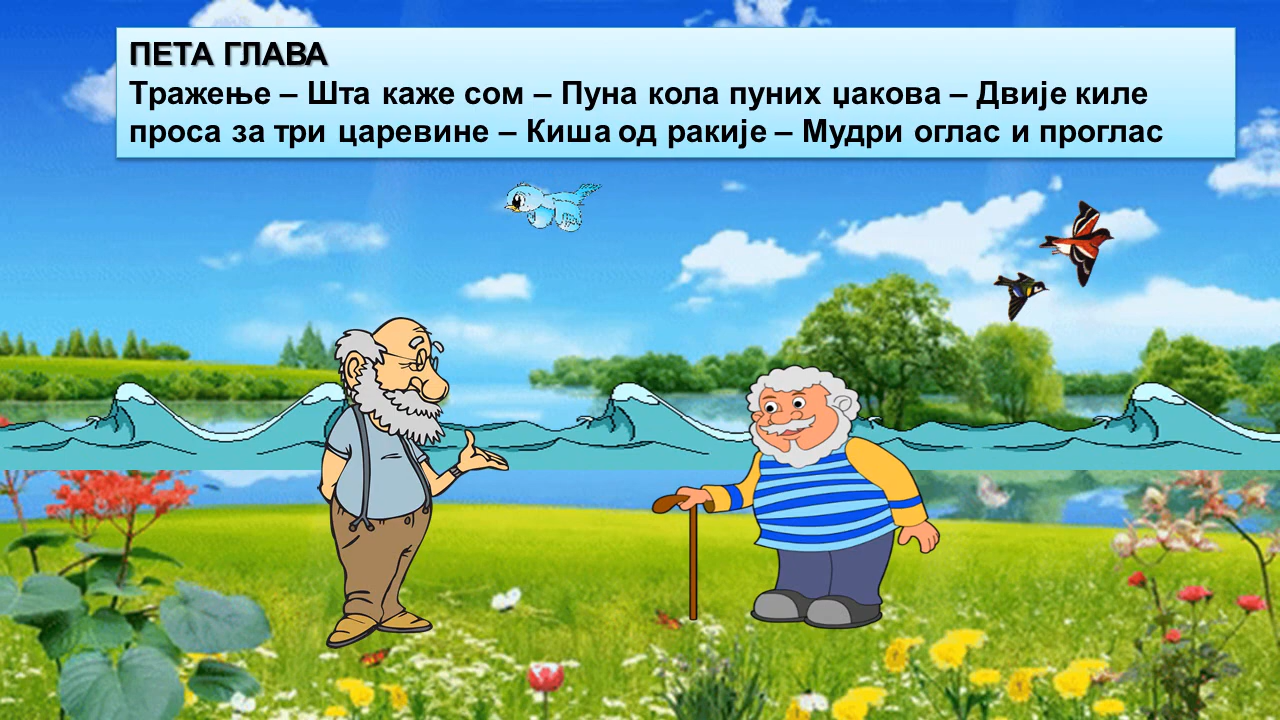 ПЕТА ГЛАВА
Тражење – Шта каже сом – Пуна кола пуних џакова – Двије киле
проса за три царевине – Киша од ракије – Мудри оглас и проглас